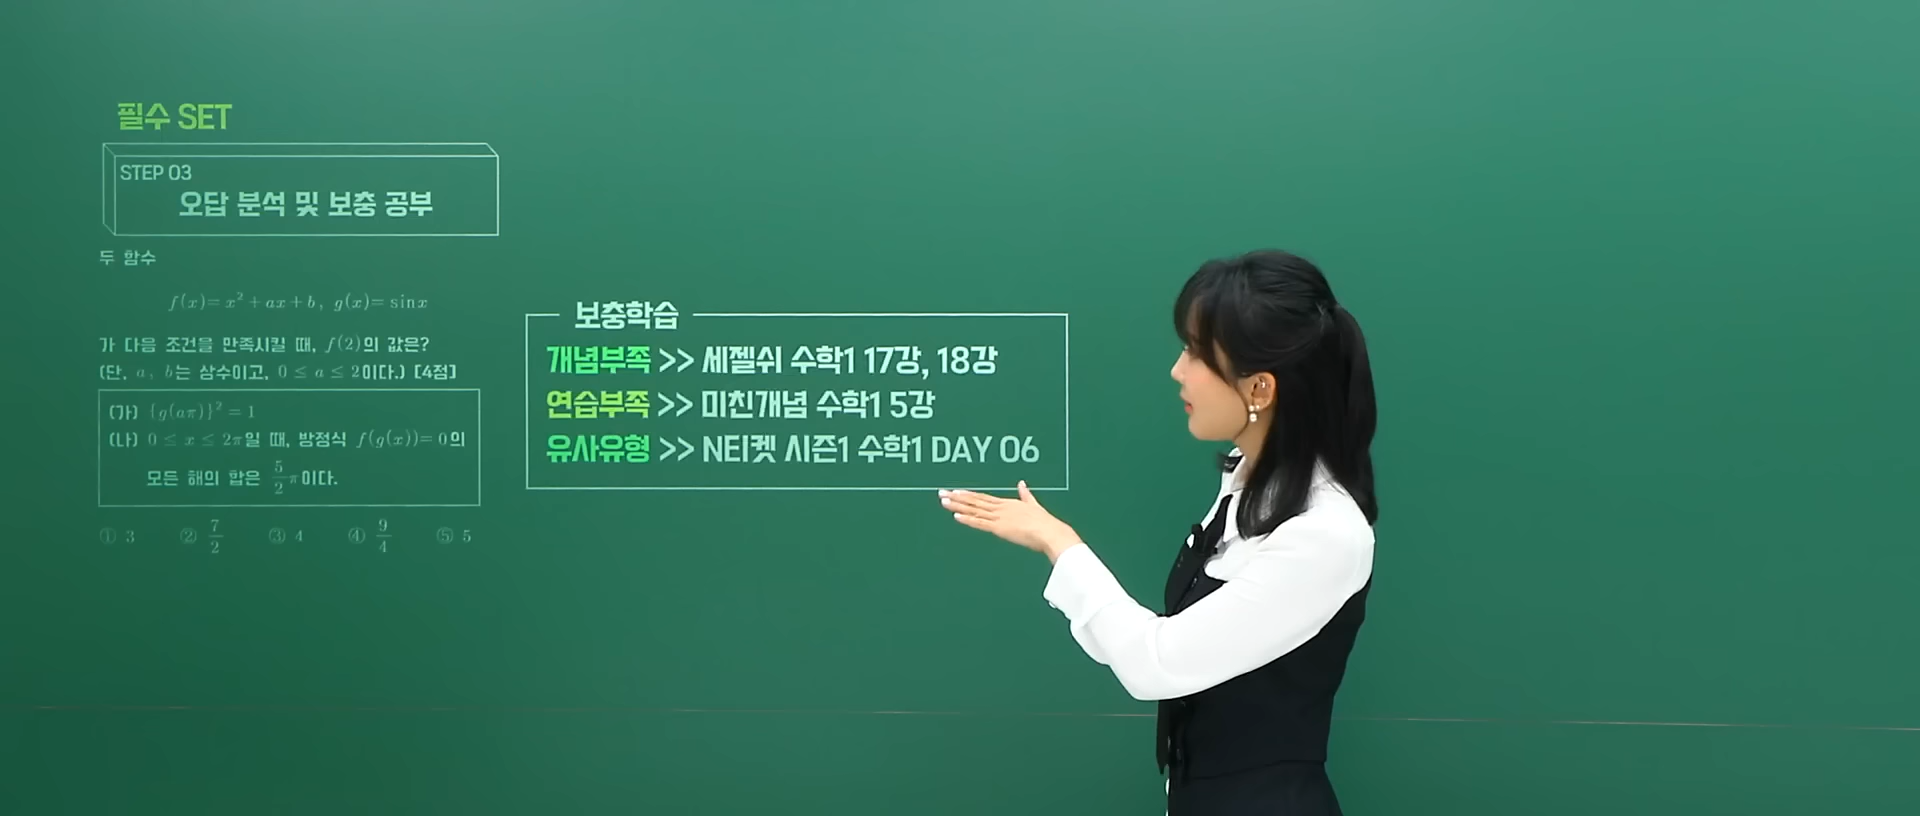 필수 SET
STEP 03
오답 분석 및 보충 공부
두 함수
f(x)=x²+ax+b, g(x)=sinx
가 다음 조건을 만족시킬 때, f(2)의 값은?
(단, a, b는 상수이고, 0≤a≤2이다.) [4점]
(가) {g(aπ)}²=1
(나) 0≤x≤2π일 때, 방정식 f(g(x))=0의
모든 해의 합은 5/2 π이다.
① 3 ② 7/2 ③ 4 ④ 9/4 ⑤ 5
보충학습
개념부족 >> 세젤쉬 수학1 17강, 18강
연습부족 >> 미친개념 수학1 5강
유사유형 >> N티켓 시즌1 수학1 DAY 06